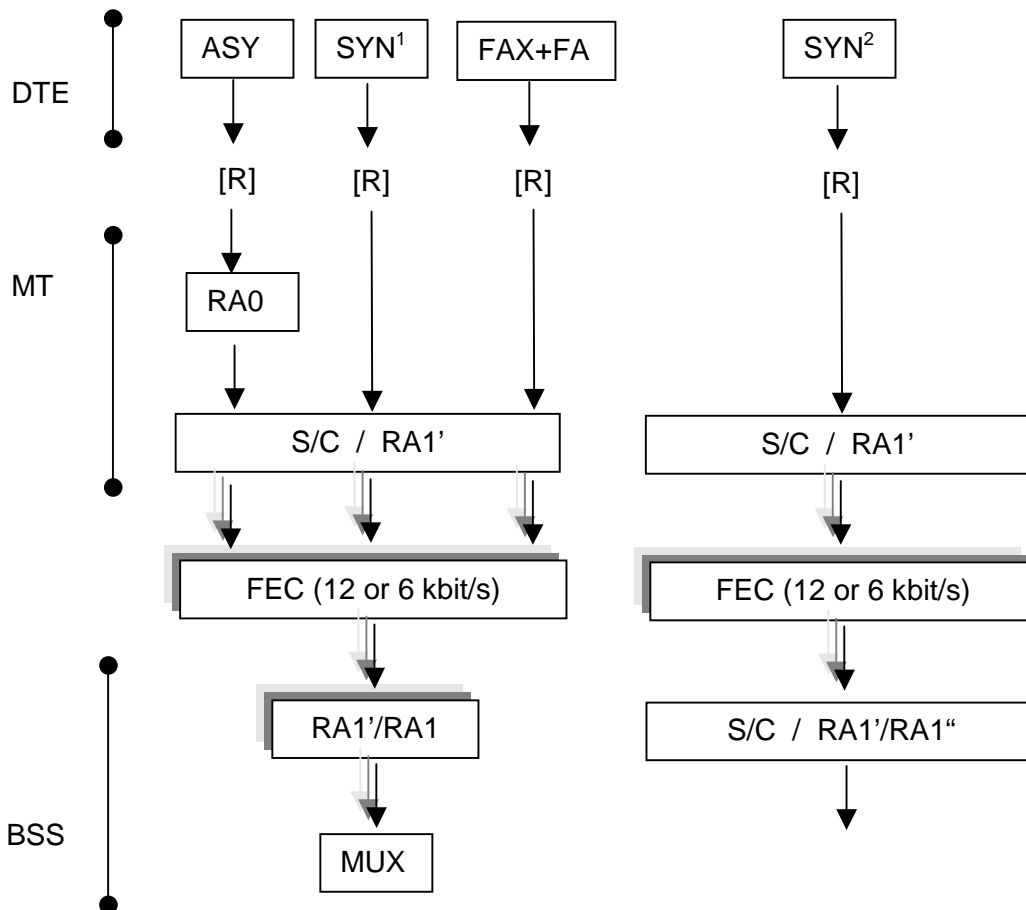 ASY SYN¹ FAX+FA SYN²
DTE
[R] [R] [R] [R]
MT
RA0
S/C / RA1’ S/C / RA1’
FEC (12 or 6 kbit/s) FEC (12 or 6 kbit/s)
RA1’/RA1 S/C / RA1’/RA1“
BSS
MUX